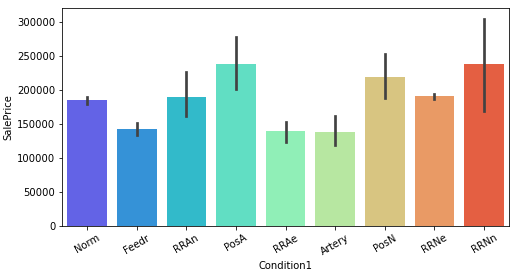 300000
250000
200000
150000
100000
50000
0
SalePrice
Norm
Feedr
RRAn
PosA
RRAe
Artery
PosN
RRNe
RRNn
Condition1